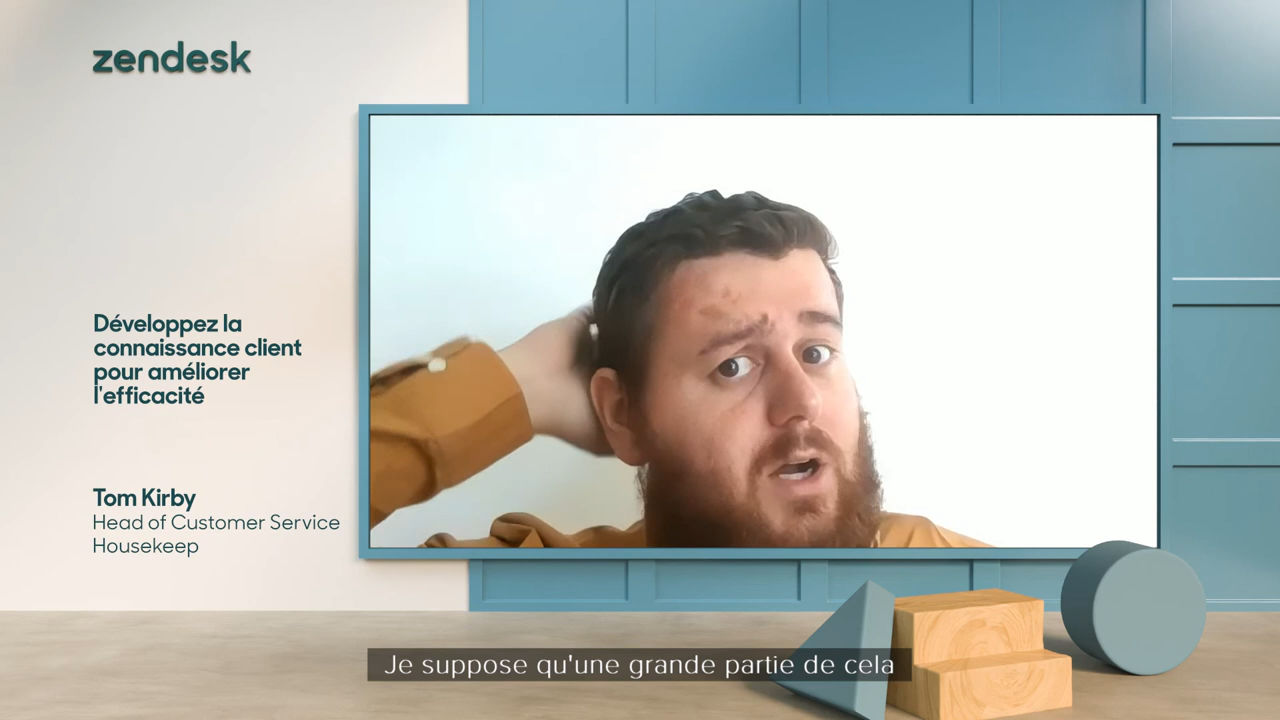 zendesk
Développez la
connaissance client
pour améliorer
l'efficacité
Tom Kirby
Head of Customer Service
Housekeep
Je suppose qu'une grande partie de cela